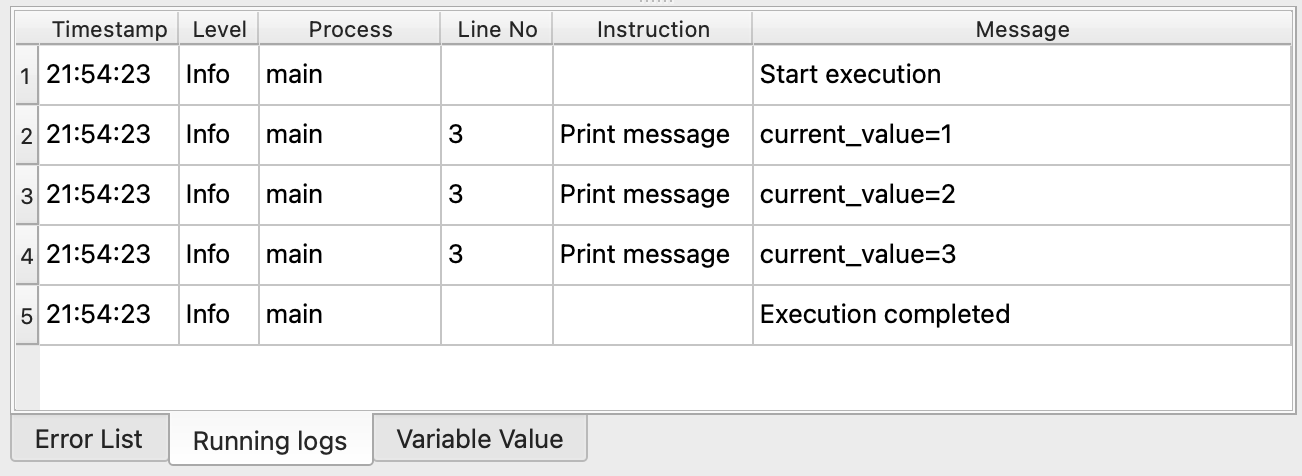 Timestamp Level Process Line No Instruction Message
1 21:54:23 Info main Start execution
2 21:54:23 Info main 3 Print message current_value=1
3 21:54:23 Info main 3 Print message current_value=2
4 21:54:23 Info main 3 Print message current_value=3
5 21:54:23 Info main Execution completed
Error List Running logs Variable Value